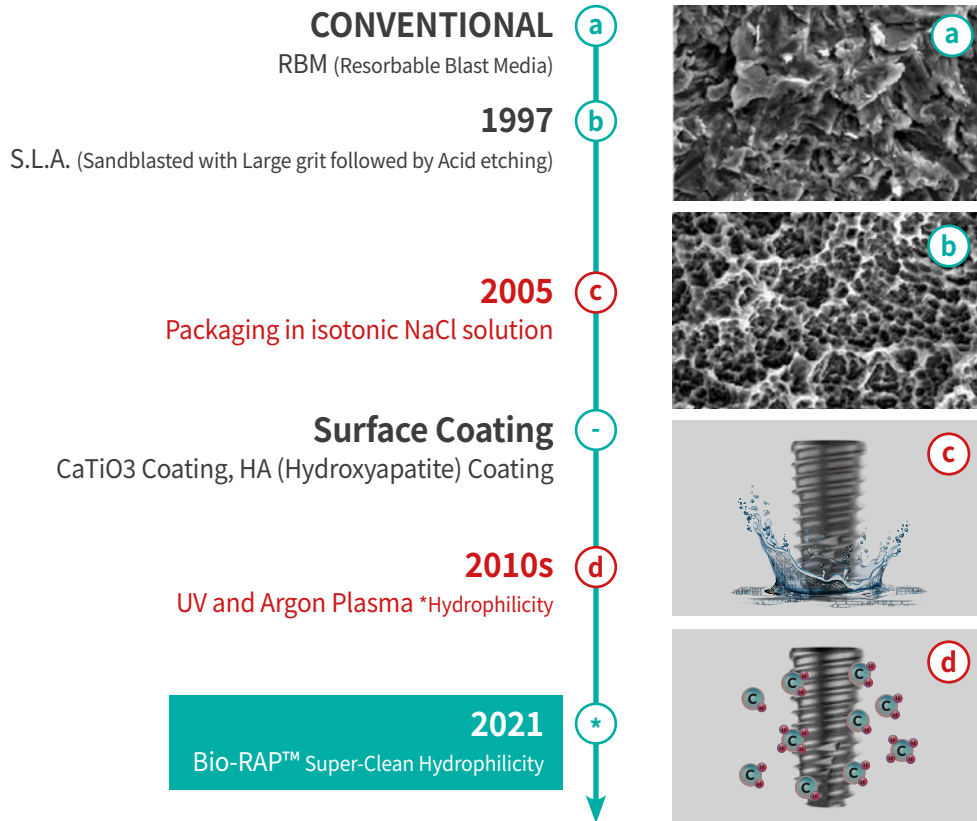 CONVENTIONAL
a
RBM (Resorbable Blast Media)
1997
b
S.L.A. (Sandblasted with Large grit followed by Acid etching)
2005
c
Packaging in isotonic NaCl solution
Surface Coating
-
CaTiO3 Coating, HA (Hydroxyapatite) Coating
2010s
d
UV and Argon Plasma *Hydrophilicity
2021
*
Bio-RAP™ Super-Clean Hydrophilicity
a
b
c
d
C
C
C
C
C
C
C
C
C
C